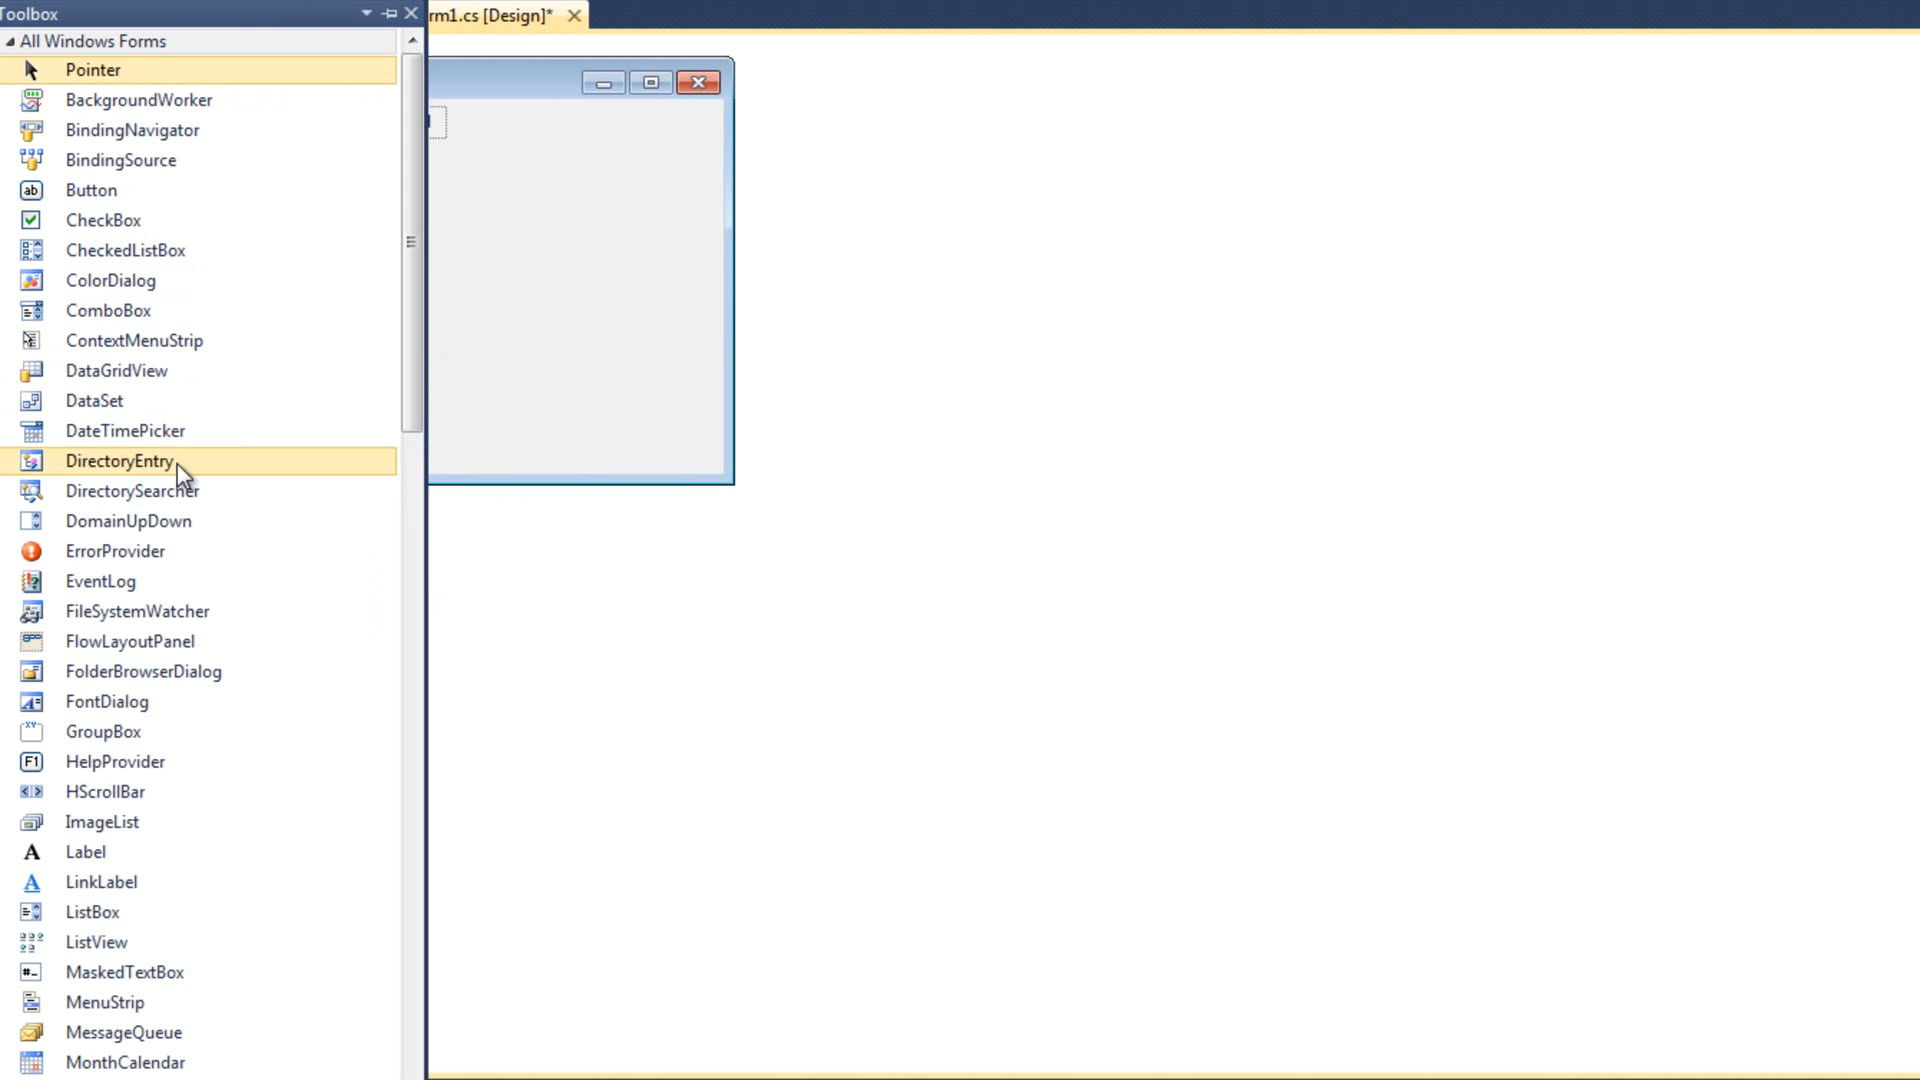 Toolbox
rm1.cs [Design]*
All Windows Forms
Pointer
BackgroundWorker
BindingNavigator
BindingSource
Button
CheckBox
CheckedListBox
ColorDialog
ComboBox
ContextMenuStrip
DataGridView
DataSet
DateTimePicker
DirectoryEntry
DirectorySearcher
DomainUpDown
ErrorProvider
EventLog
FileSystemWatcher
FlowLayoutPanel
FolderBrowserDialog
FontDialog
GroupBox
HelpProvider
HScrollBar
ImageList
Label
LinkLabel
ListBox
ListView
MaskedTextBox
MenuStrip
MessageQueue
MonthCalendar